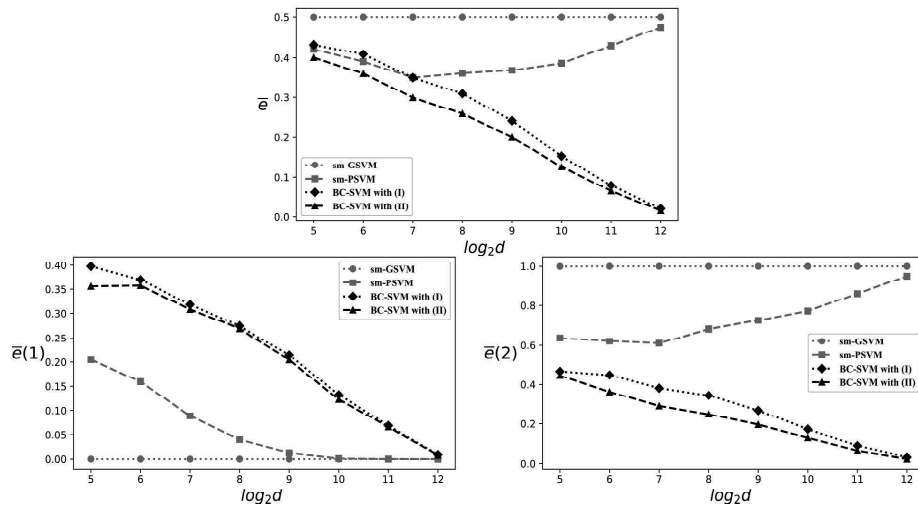 0.5
0.4
0.3
0.2
0.1
0.0
e̅
sm-GSVM
sm-PSVM
BC-SVM with (I)
BC-SVM with (II)
5 6 7 8 9 10 11 12
log₂d
0.40
0.35
0.30
0.25
0.20
0.15
0.10
0.05
0.00
e̅(1)
sm-GSVM
sm-PSVM
BC-SVM with (I)
BC-SVM with (II)
5 6 7 8 9 10 11 12
log₂d
1.0
0.8
0.6
0.4
0.2
0.0
e̅(2)
sm-GSVM
sm-PSVM
BC-SVM with (I)
BC-SVM with (II)
5 6 7 8 9 10 11 12
log₂d